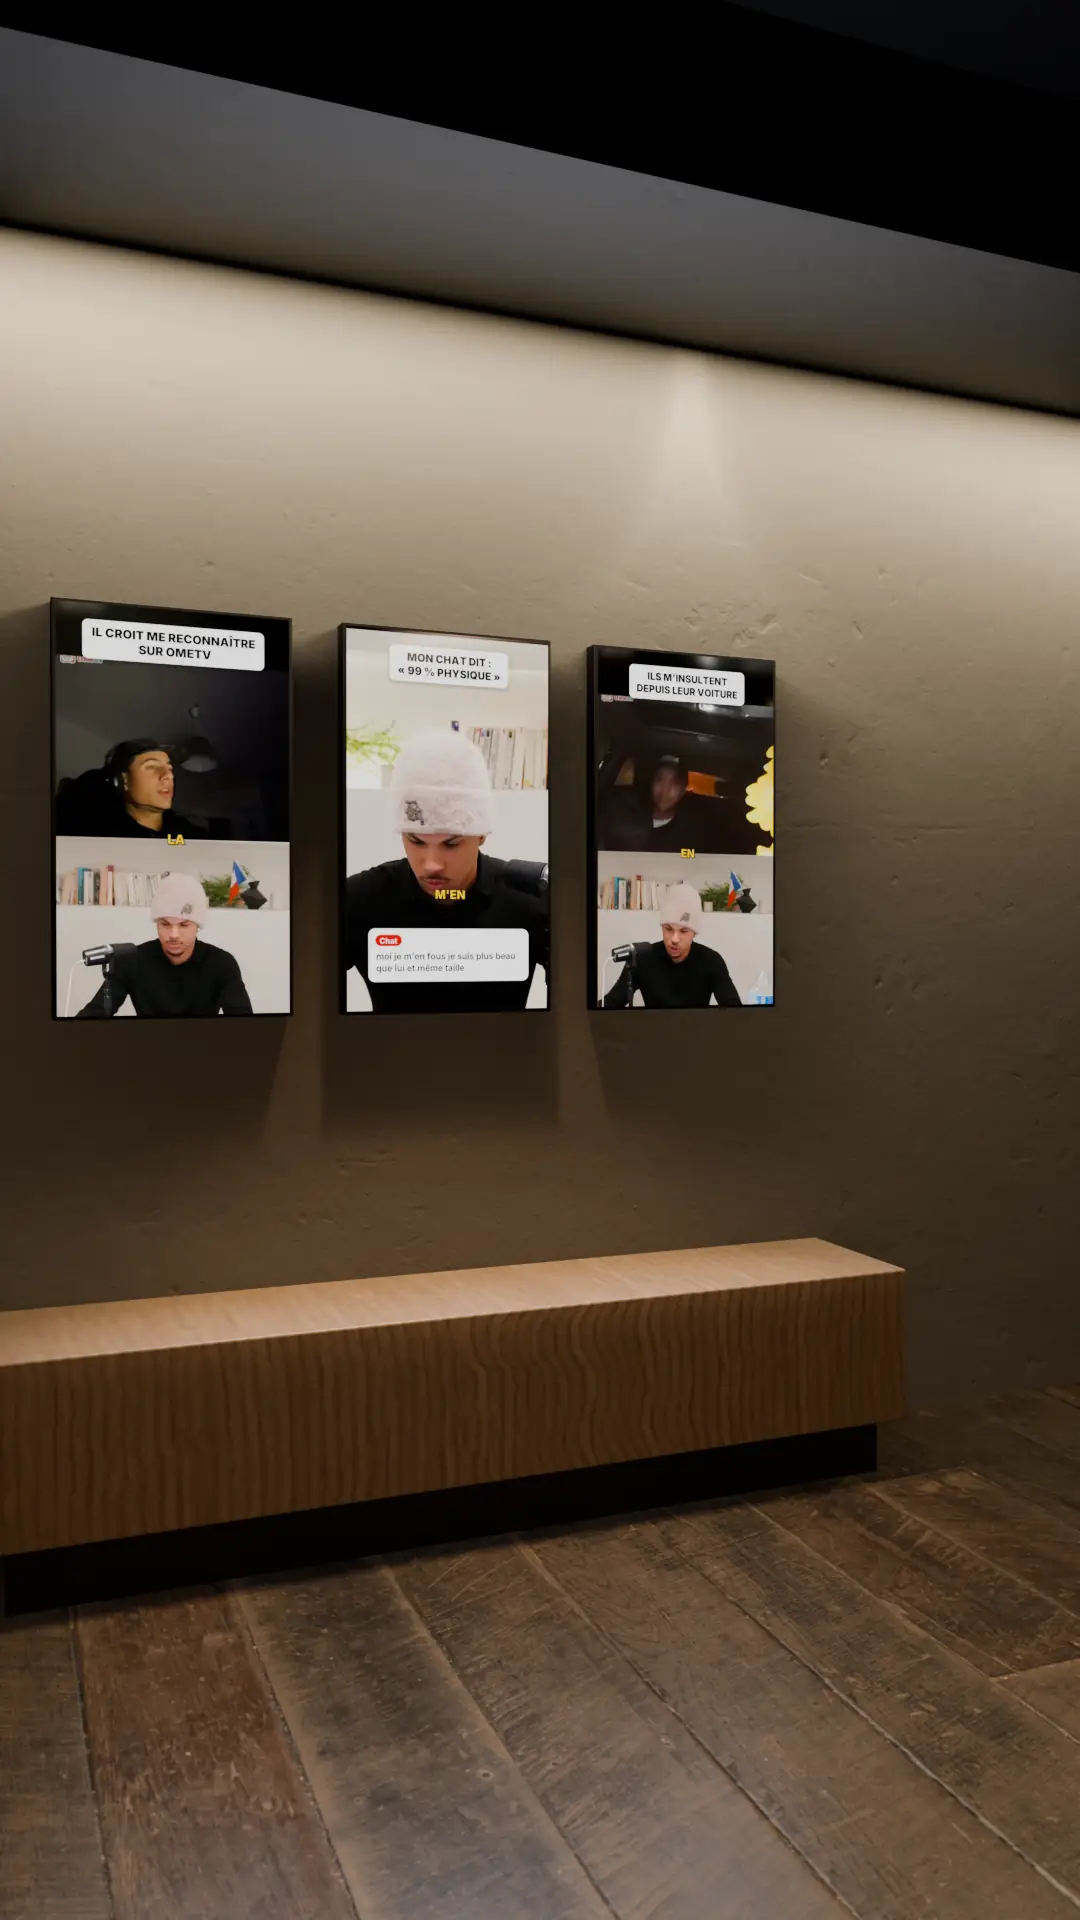 IL CROIT ME RECONNAÎTRE
SUR OMETV
LA
MON CHAT DIT :
« 99 % PHYSIQUE »
M'EN
Chat
moi je m'en fous je suis plus beau
que lui et même taille
ILS M'INSULTENT
DEPUIS LEUR VOITURE
EN